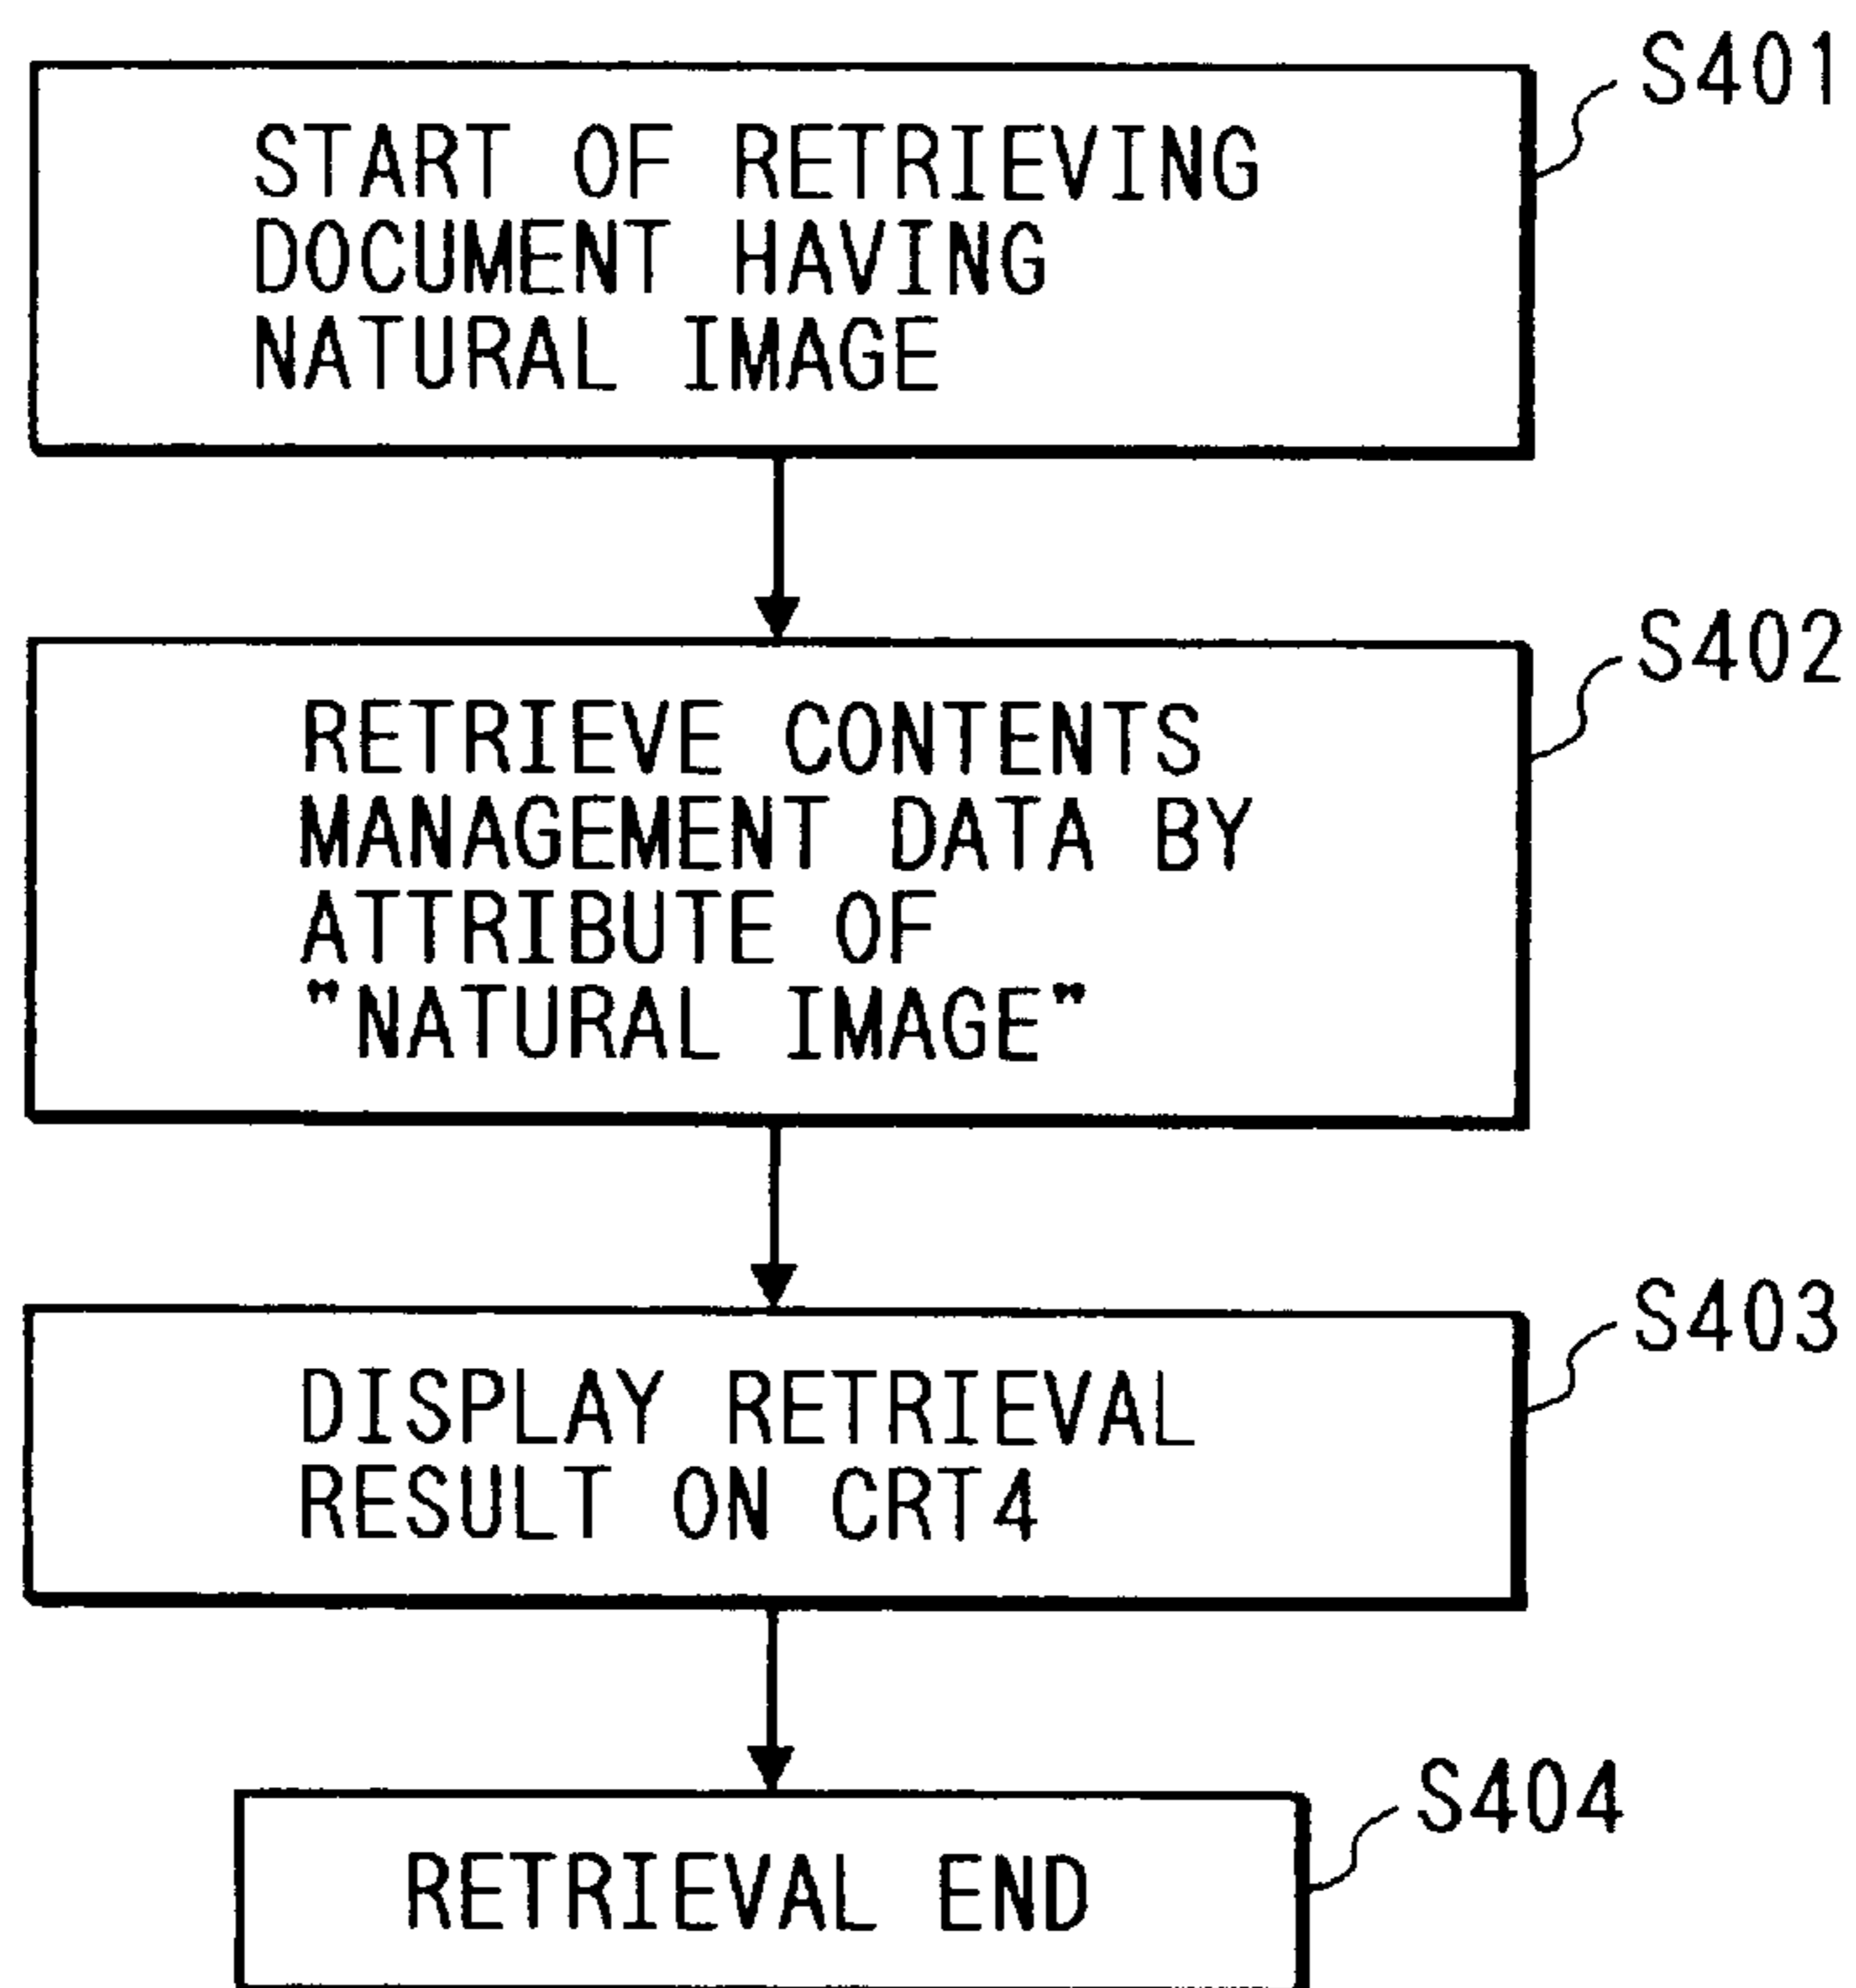 S401
START OF RETRIEVING
DOCUMENT HAVING
NATURAL IMAGE
S402
RETRIEVE CONTENTS
MANAGEMENT DATA BY
ATTRIBUTE OF
"NATURAL IMAGE"
S403
DISPLAY RETRIEVAL
RESULT ON CRT4
S404
RETRIEVAL END